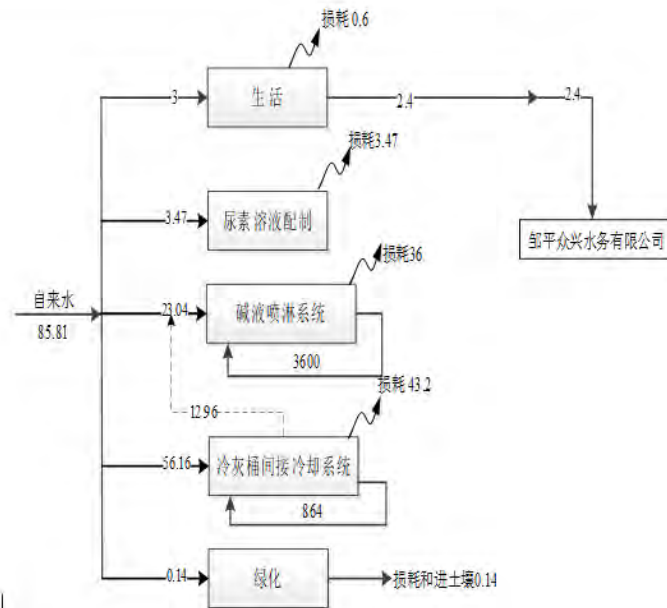 损耗0.6
3
生活
2.4
2.4
损耗3.47
3.47
尿素溶液配制
邹平众兴水务有限公司
损耗36
自来水
85.81
23.04
碱液喷淋系统
3600
12.96
损耗43.2
56.16
冷灰桶间接冷却系统
864
0.14
绿化
损耗和进土壤0.14